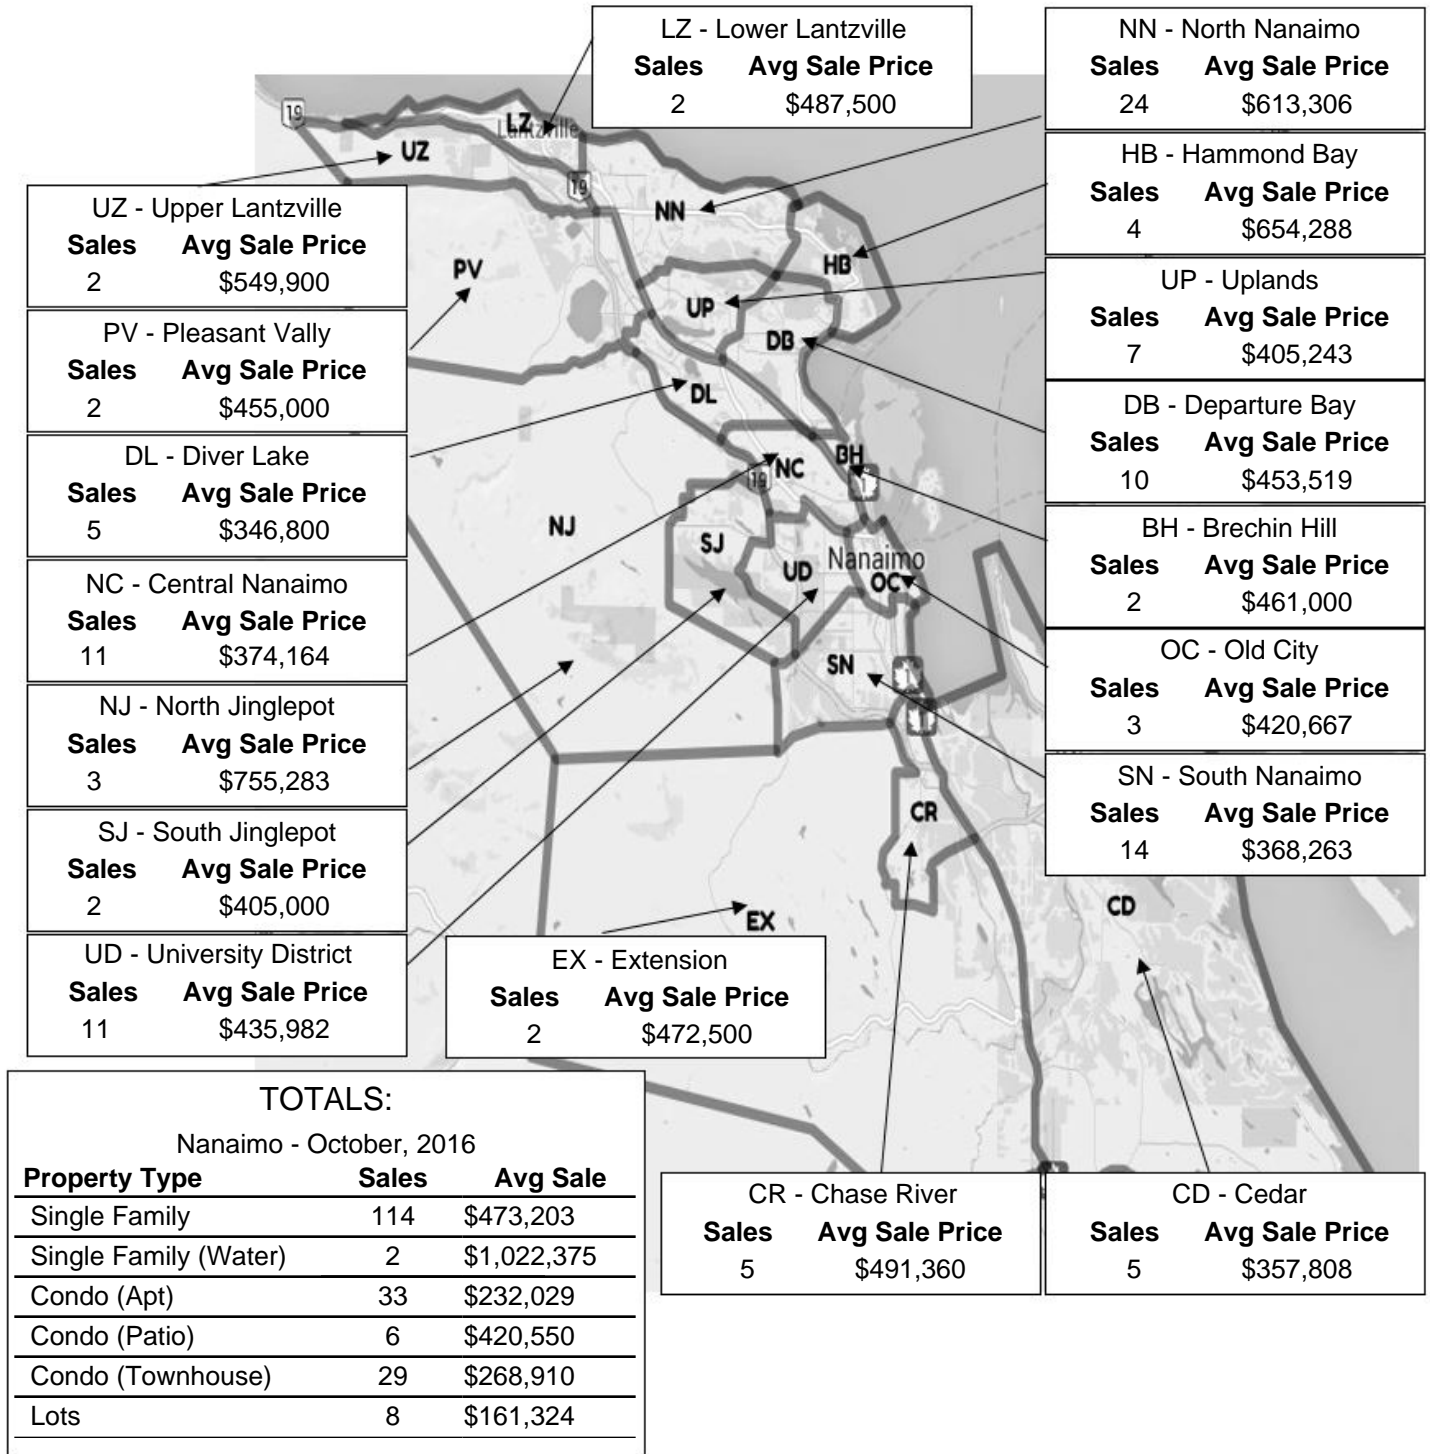 LZ - Lower Lantzville
Sales Avg Sale Price
2 $487,500
NN - North Nanaimo
Sales Avg Sale Price
24 $613,306
HB - Hammond Bay
Sales Avg Sale Price
4 $654,288
UP - Uplands
Sales Avg Sale Price
7 $405,243
DB - Departure Bay
Sales Avg Sale Price
10 $453,519
BH - Brechin Hill
Sales Avg Sale Price
2 $461,000
OC - Old City
Sales Avg Sale Price
3 $420,667
SN - South Nanaimo
Sales Avg Sale Price
14 $368,263
UZ - Upper Lantzville
Sales Avg Sale Price
2 $549,900
PV - Pleasant Vally
Sales Avg Sale Price
2 $455,000
DL - Diver Lake
Sales Avg Sale Price
5 $346,800
NC - Central Nanaimo
Sales Avg Sale Price
11 $374,164
NJ - North Jinglepot
Sales Avg Sale Price
3 $755,283
SJ - South Jinglepot
Sales Avg Sale Price
2 $405,000
UD - University District
Sales Avg Sale Price
11 $435,982
EX - Extension
Sales Avg Sale Price
2 $472,500
CR - Chase River
Sales Avg Sale Price
5 $491,360
CD - Cedar
Sales Avg Sale Price
5 $357,808
19
LZ
Lantzville
UZ
19
NN
PV
HB
UP
DB
DL
BH
NC
19
1
NJ
SJ
UD
Nanaimo
OC
SN
1
1
CR
CD
EX
TOTALS:
Nanaimo - October, 2016
Property Type Sales Avg Sale
Single Family 114 $473,203
Single Family (Water) 2 $1,022,375
Condo (Apt) 33 $232,029
Condo (Patio) 6 $420,550
Condo (Townhouse) 29 $268,910
Lots 8 $161,324